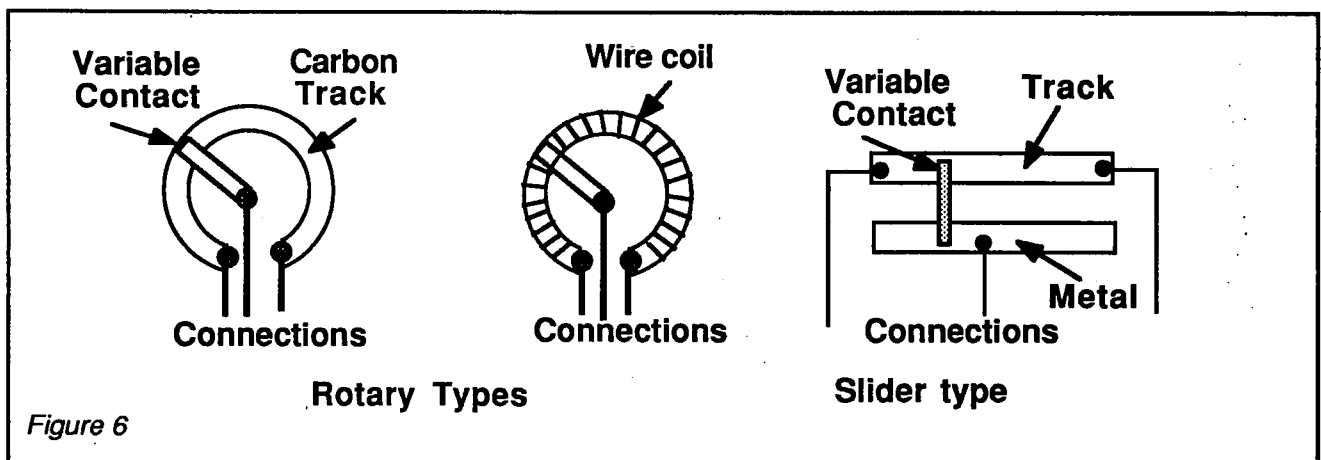 Variable
Contact
Carbon
Track
Connections
Wire coil
Connections
Rotary Types
Variable
Contact
Track
Metal
Connections
Slider type
Figure 6